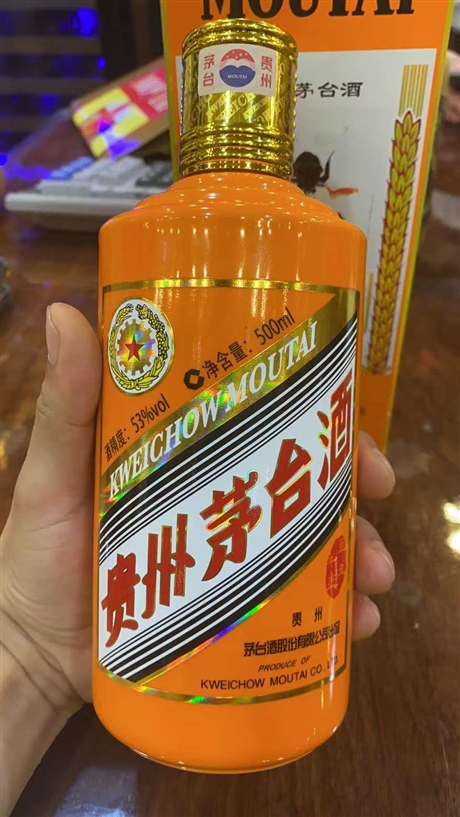 MOUTAI
茅台酒
茅台
贵州
MOUTAI
净含量: 500ml
酒精度: 53%vol
KWEICHOW MOUTAI
贵州茅台酒
贵州
茅台酒股份有限公司出品
PRODUCE OF
KWEICHOW MOUTAI CO., LTD.